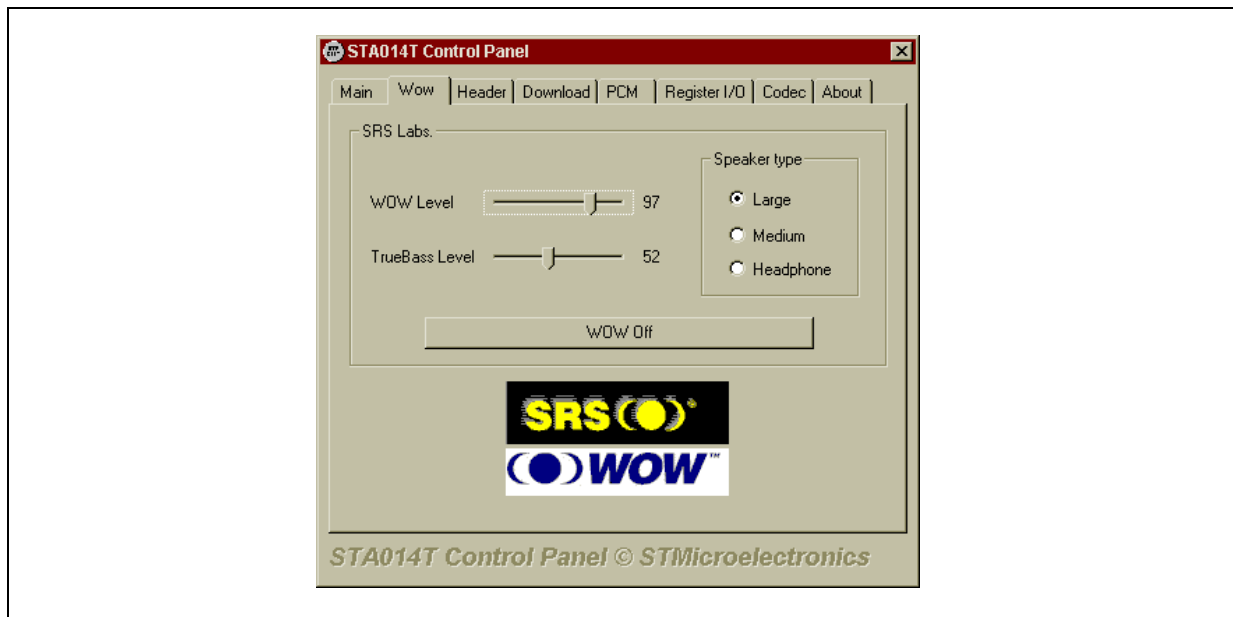 STA014T Control Panel
Main Wow Header Download PCM Register I/O Codec About
SRS Labs.
Speaker type
WOW Level 97
Large
Medium
TrueBass Level 52
Headphone
WOW Off
SRS
WOW™
STA014T Control Panel © STMicroelectronics